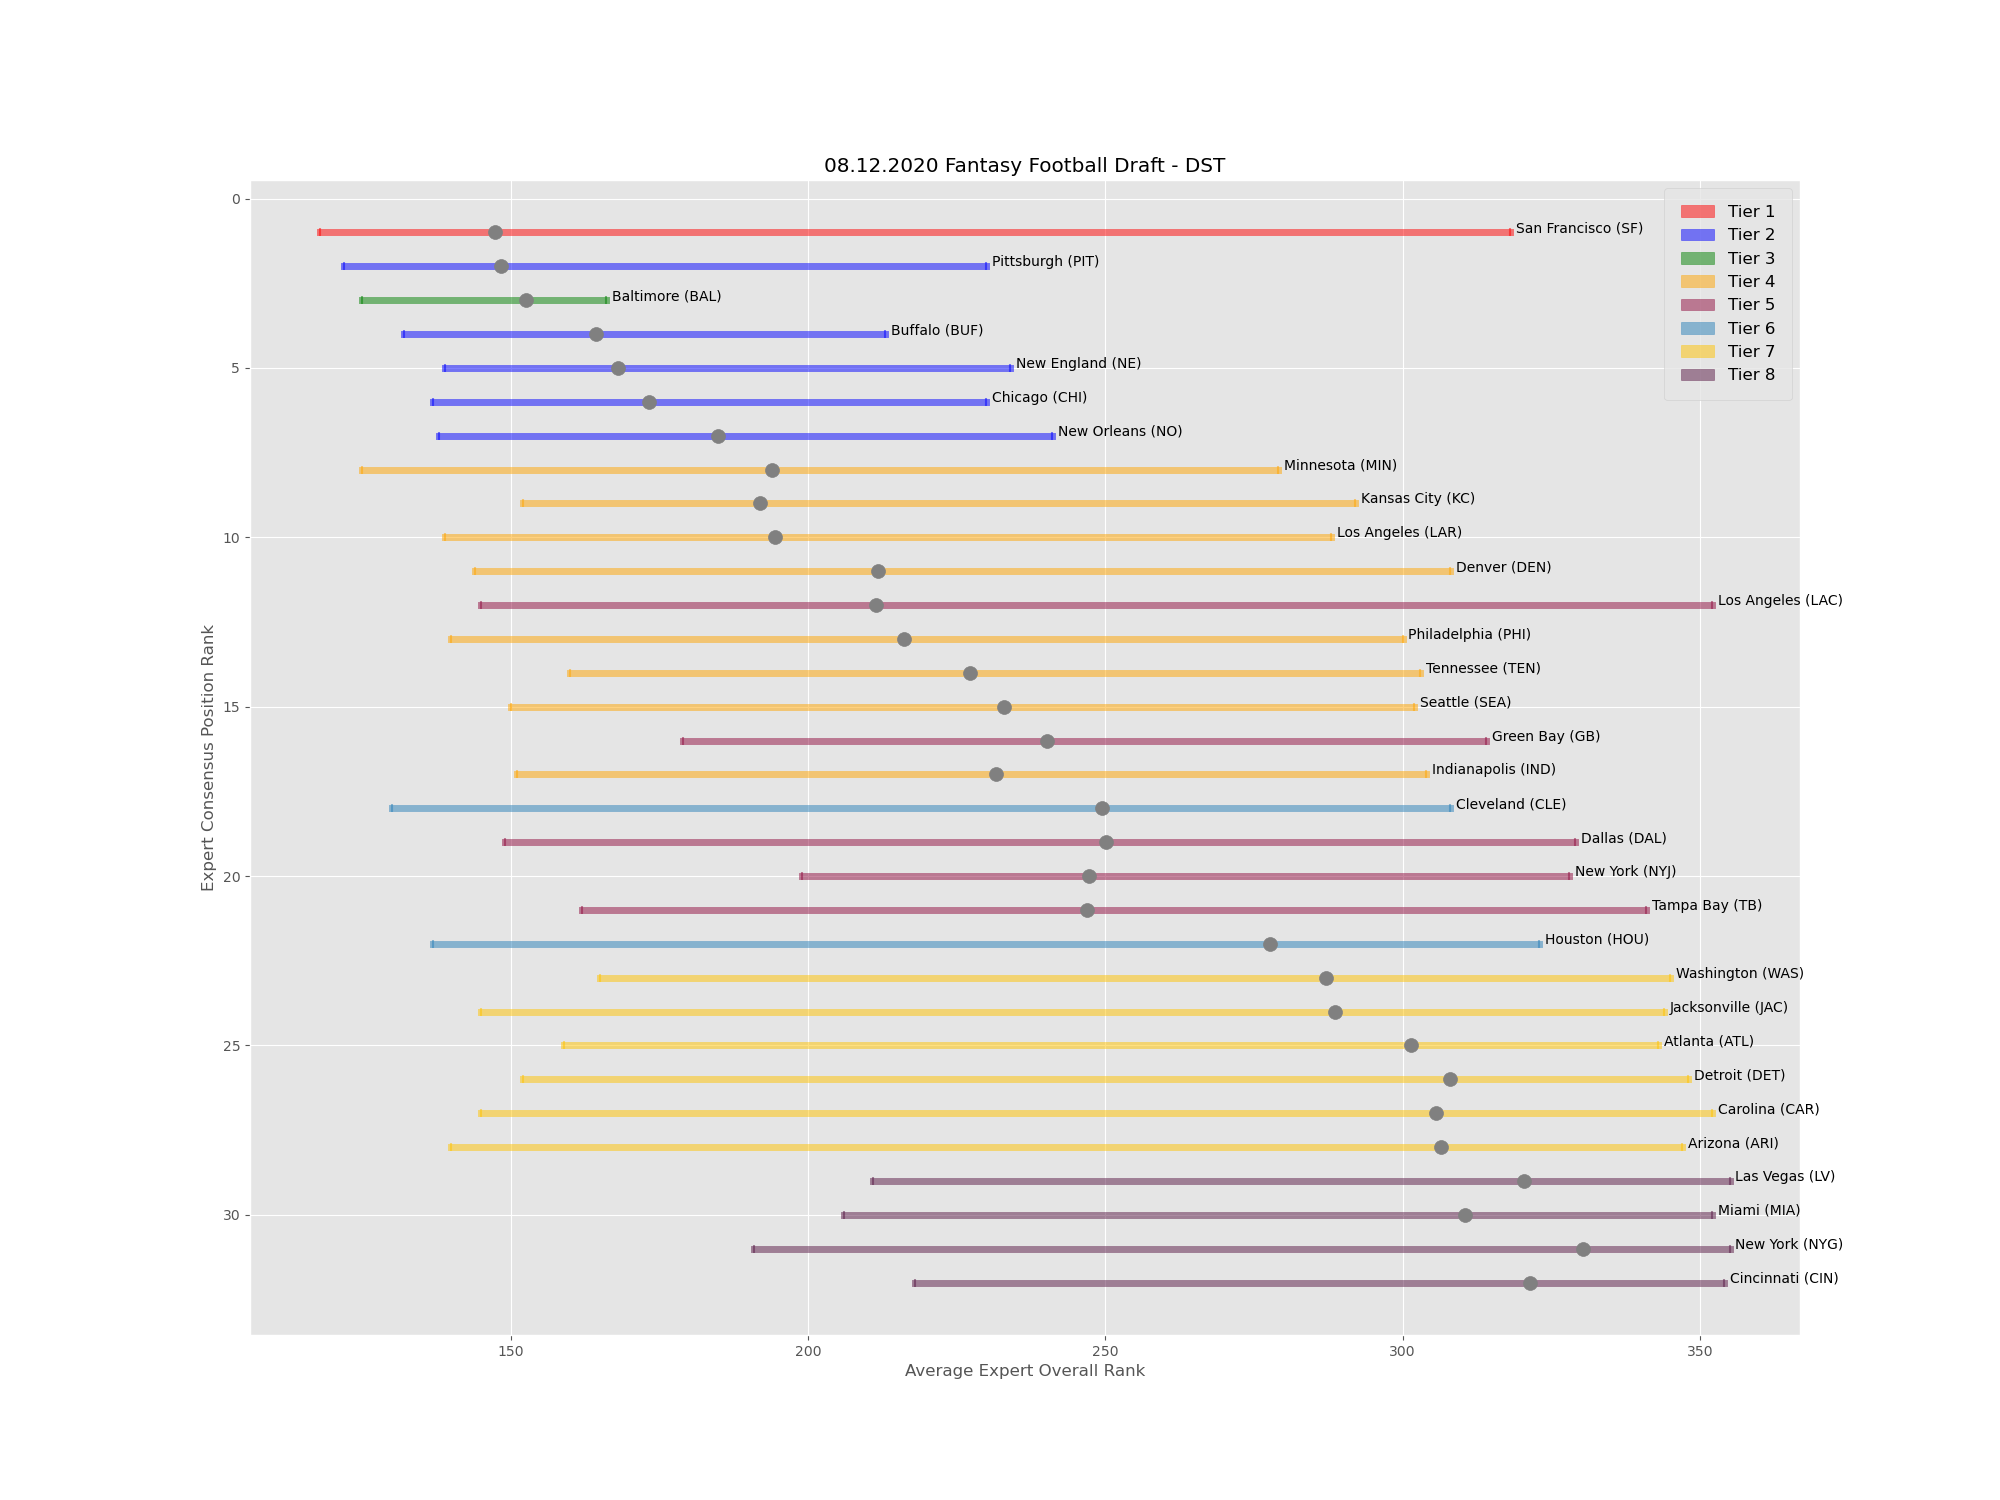 08.12.2020 Fantasy Football Draft - DST
0
San Francisco (SF)
Tier 1
Tier 2
Tier 3
Tier 4
Tier 5
Tier 6
Tier 7
Tier 8
Pittsburgh (PIT)
Baltimore (BAL)
Buffalo (BUF)
5
New England (NE)
Chicago (CHI)
New Orleans (NO)
Minnesota (MIN)
Kansas City (KC)
10
Los Angeles (LAR)
Denver (DEN)
Los Angeles (LAC)
Philadelphia (PHI)
Tennessee (TEN)
15
Seattle (SEA)
Green Bay (GB)
Indianapolis (IND)
Cleveland (CLE)
Dallas (DAL)
20
New York (NYJ)
Tampa Bay (TB)
Houston (HOU)
Washington (WAS)
Jacksonville (JAC)
25
Atlanta (ATL)
Detroit (DET)
Carolina (CAR)
Arizona (ARI)
Las Vegas (LV)
30
Miami (MIA)
New York (NYG)
Cincinnati (CIN)
Expert Consensus Position Rank
150
200
250
300
350
Average Expert Overall Rank